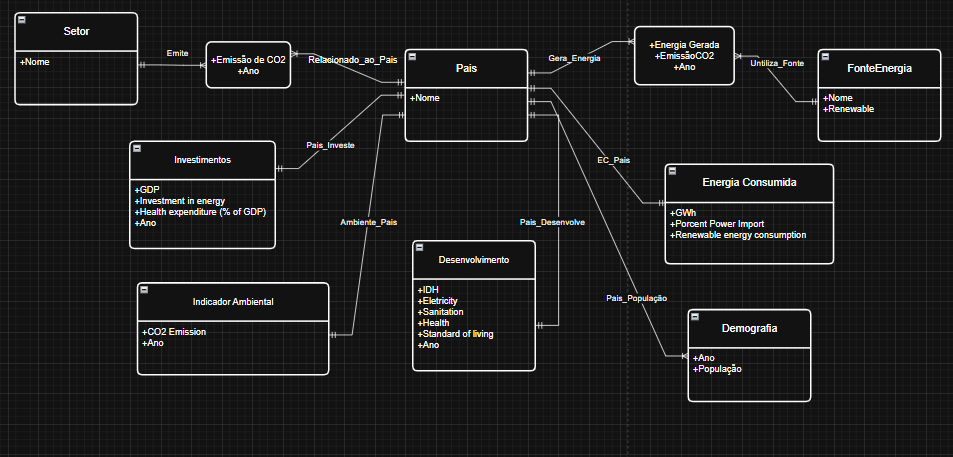 Setor
+Nome
Emite
+Emissão de CO2
+Ano
Relacionado_ao_Pais
Pais
+Nome
Gera_Energia
+Energia Gerada
+EmissãoCO2
+Ano
Untiliza_Fonte
FonteEnergia
+Nome
+Renewable
Investimentos
+GDP
+Investment in energy
+Health expenditure (% of GDP)
+Ano
Pais_Investe
EC_Pais
Energia Consumida
+GWh
+Porcent Power Import
+Renewable energy consumption
Ambiente_Pais
Pais_Desenvolve
Desenvolvimento
+IDH
+Eletricity
+Sanitation
+Health
+Standard of living
+Ano
Indicador Ambiental
+CO2 Emission
+Ano
Pais_População
Demografia
+Ano
+População